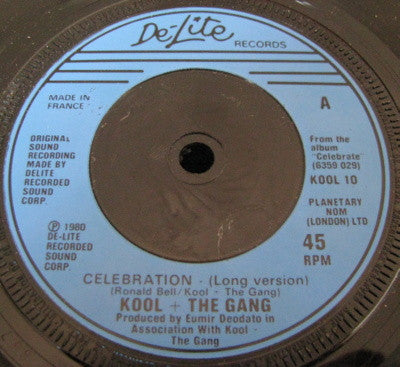 De-Lite
RECORDS
MADE IN
FRANCE
A
ORIGINAL
SOUND
RECORDING
MADE BY
DELITE
RECORDED
SOUND
CORP.
From the
album
"Celebrate"
(6359 029)
KOOL 10
PLANETARY
NOM
(LONDON) LTD
℗ 1980
DE-LITE
RECORDED
SOUND CORP.
45
RPM
CELEBRATION - (Long version)
(Ronald Bell/Kool - The Gang)
KOOL + THE GANG
Produced by Eumir Deodato in
Association With Kool -
The Gang